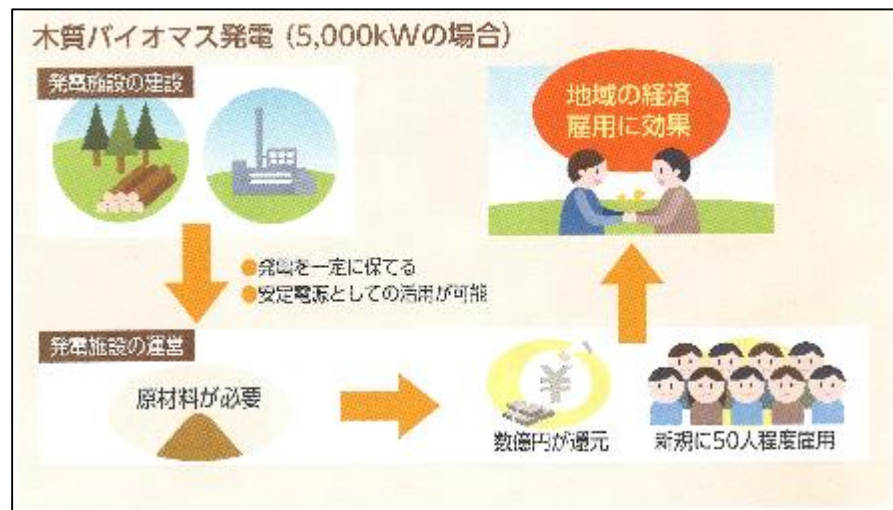 木質バイオマス発電（5,000kWの場合）
発電施設の建設
地域の経済
雇用に効果
●発電を一定に保てる
●安定電源としての活用が可能
発電施設の運営
原材料が必要
¥
数億円が還元
新規に50人程度雇用